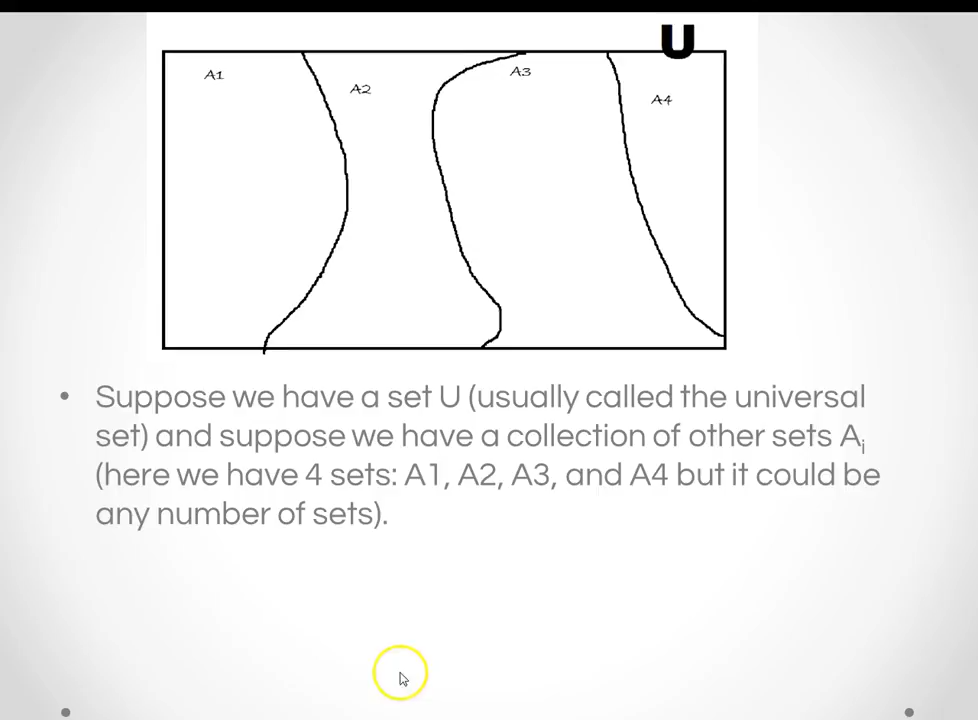 U
A1
A2
A3
A4
• Suppose we have a set U (usually called the universal
set) and suppose we have a collection of other sets Ai
(here we have 4 sets: A1, A2, A3, and A4 but it could be
any number of sets).